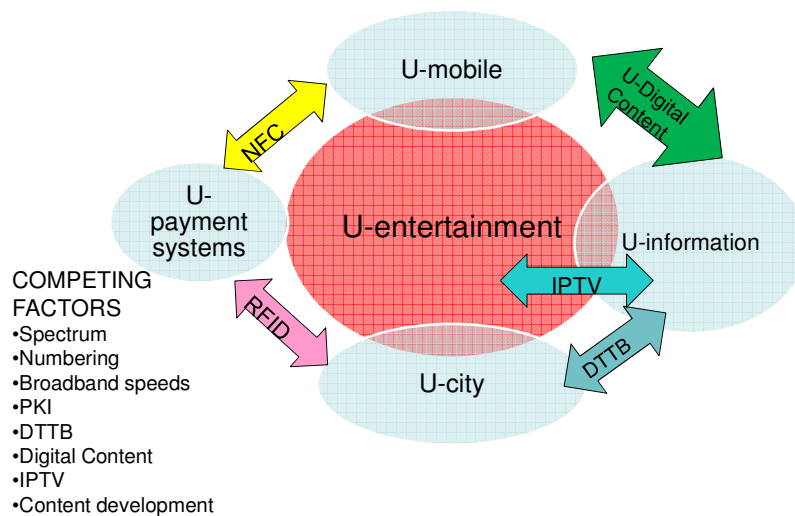 U-mobile
U-Digital
Content
NFC
U-
payment
systems
U-entertainment
U-information
IPTV
RFID
DTTB
U-city
COMPETING
FACTORS
•Spectrum
•Numbering
•Broadband speeds
•PKI
•DTTB
•Digital Content
•IPTV
•Content development